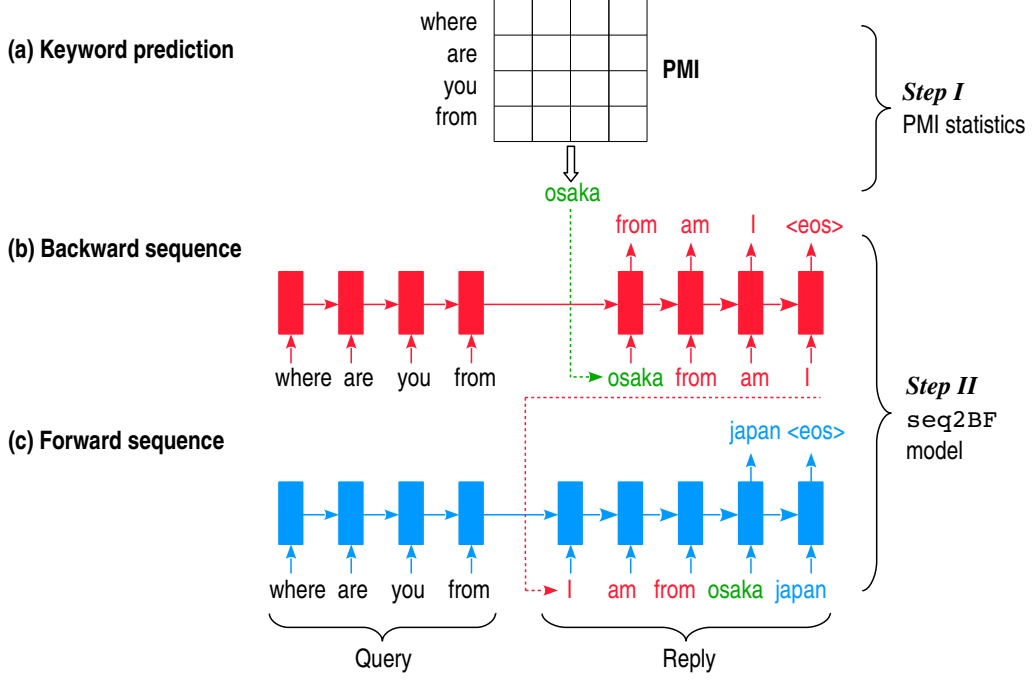 (a) Keyword prediction
where
are
you
from
PMI
Step I
PMI statistics
osaka
(b) Backward sequence
from am I <eos>
where are you from
osaka from am I
Step II
seq2BF
model
(c) Forward sequence
japan <eos>
where are you from
I am from osaka japan
Query
Reply